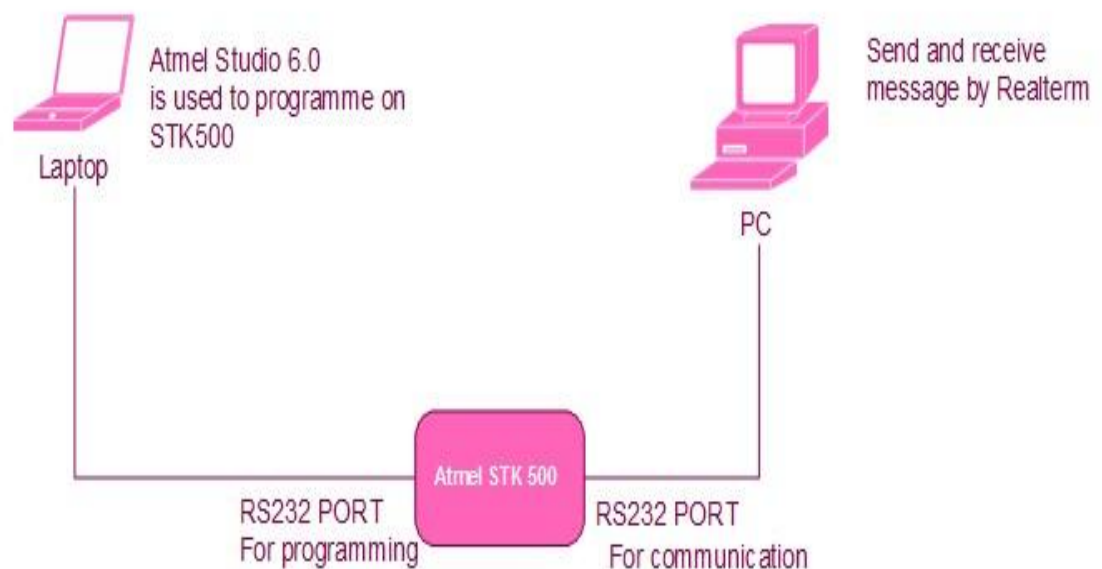 Atmel Studio 6.0
is used to programme on
STK500
Laptop
Send and receive
message by Realterm
PC
Atmel STK 500
RS232 PORT
For programming
RS232 PORT
For communication